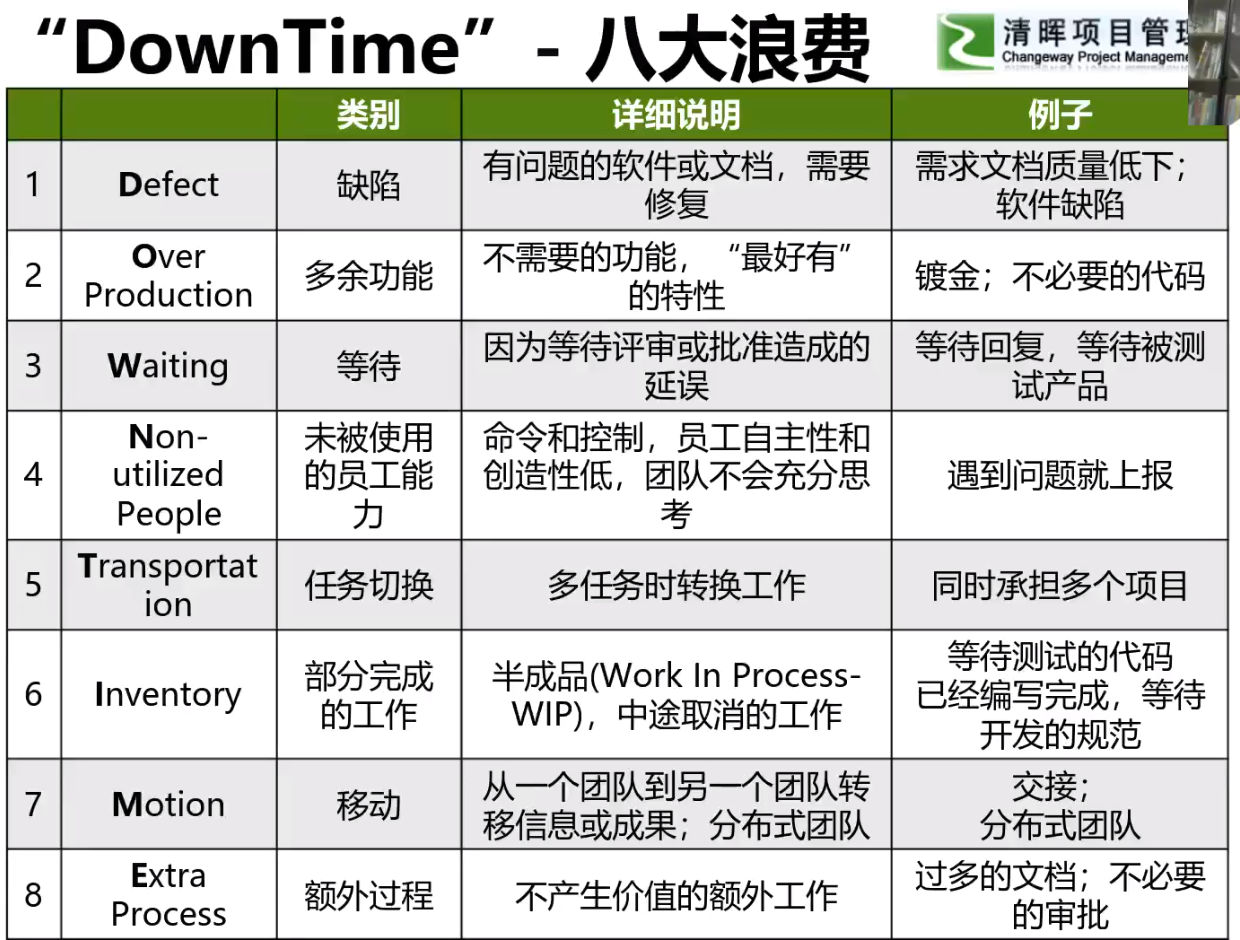 “DownTime” - 八大浪费
清晖项目管理
Changeway Project Manageme
类别
详细说明
例子
1
Defect
缺陷
有问题的软件或文档，需要
修复
需求文档质量低下；
软件缺陷
2
Over
Production
多余功能
不需要的功能，“最好有”
的特性
镀金；不必要的代码
3
Waiting
等待
因为等待评审或批准造成的
延误
等待回复，等待被测
试产品
4
Non-
utilized
People
未被使用
的员工能
力
命令和控制，员工自主性和
创造性低，团队不会充分思
考
遇到问题就上报
5
Transportat
ion
任务切换
多任务时转换工作
同时承担多个项目
6
Inventory
部分完成
的工作
半成品(Work In Process-
WIP)，中途取消的工作
等待测试的代码
已经编写完成，等待
开发的规范
7
Motion
移动
从一个团队到另一个团队转
移信息或成果；分布式团队
交接；
分布式团队
8
Extra
Process
额外过程
不产生价值的额外工作
过多的文档；不必要
的审批